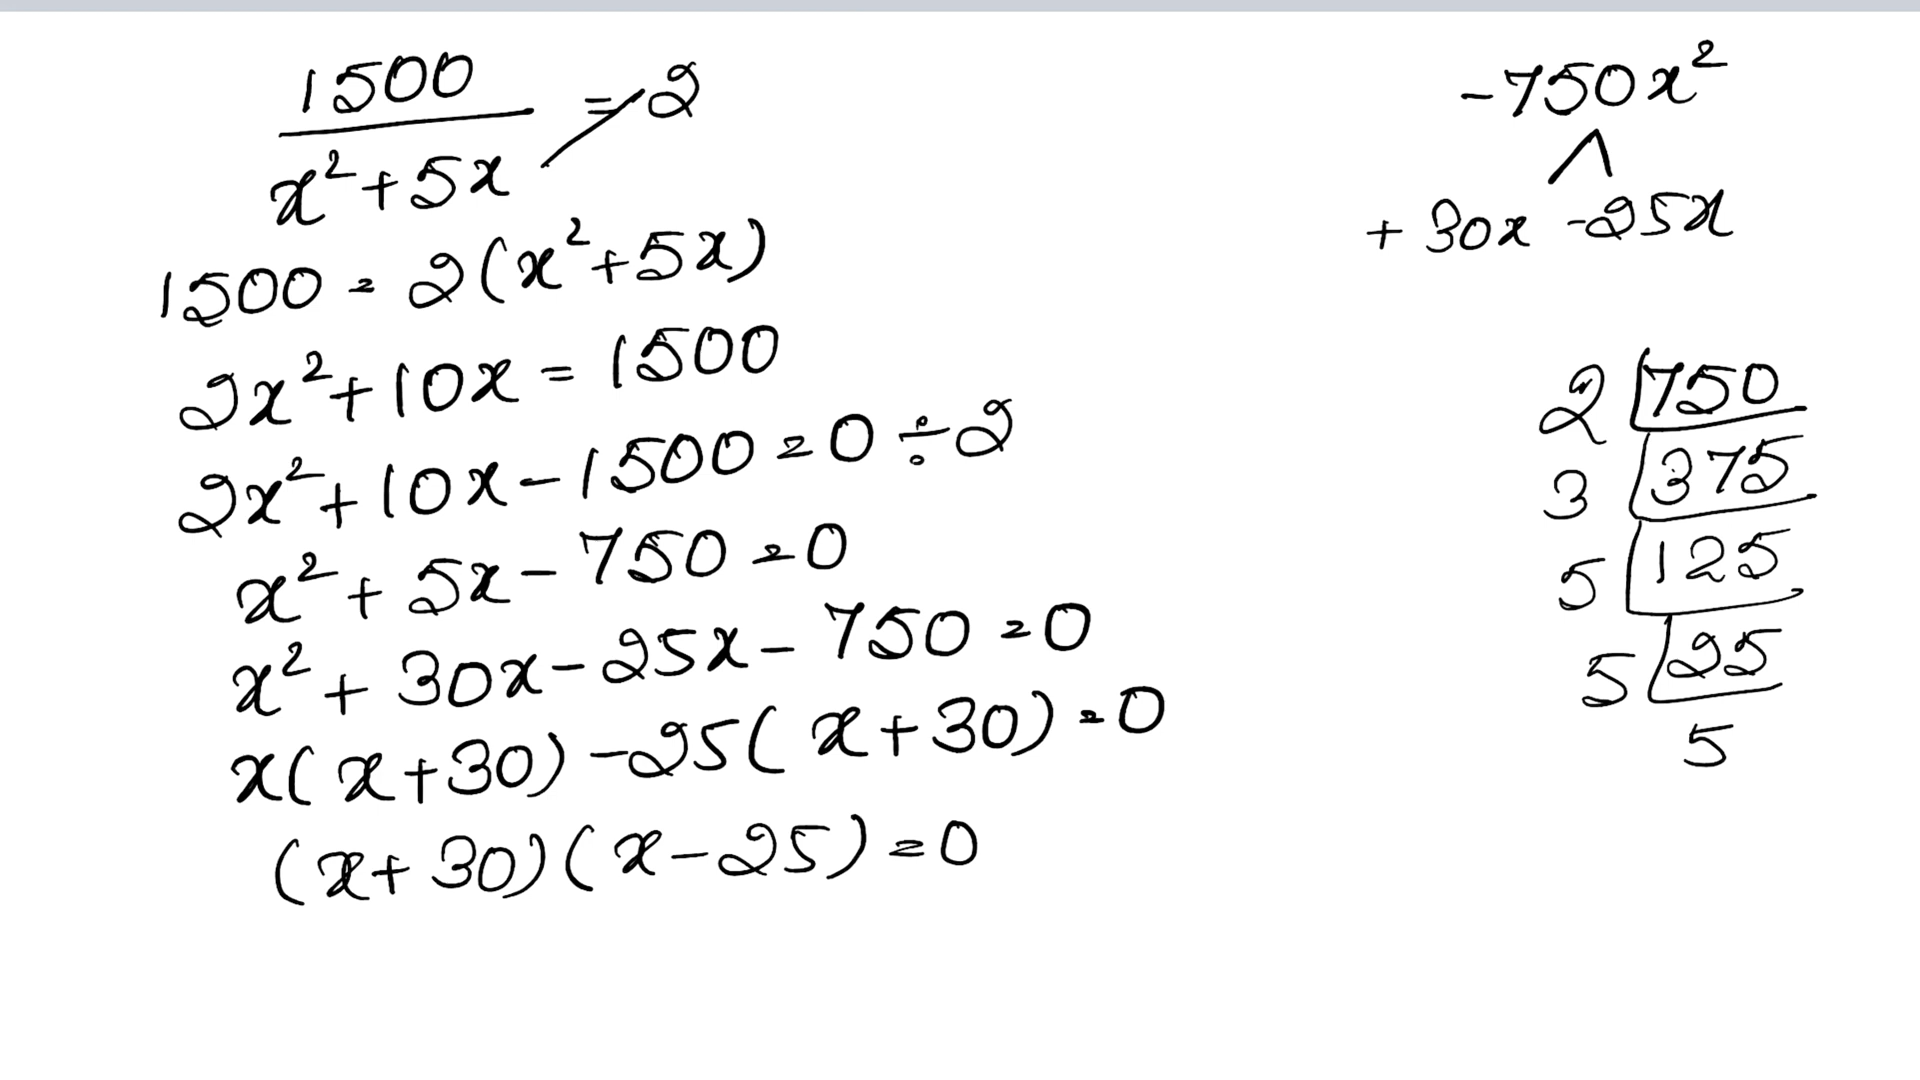 1500
x²+5x = 2
1500 = 2(x²+5x)
2x²+10x = 1500
2x²+10x-1500=0 ÷2
x²+5x-750=0
x²+30x-25x-750=0
x(x+30)-25(x+30)=0
(x+30)(x-25)=0
-750x²
+30x -25x
2 750
3 375
5 125
5 25
5